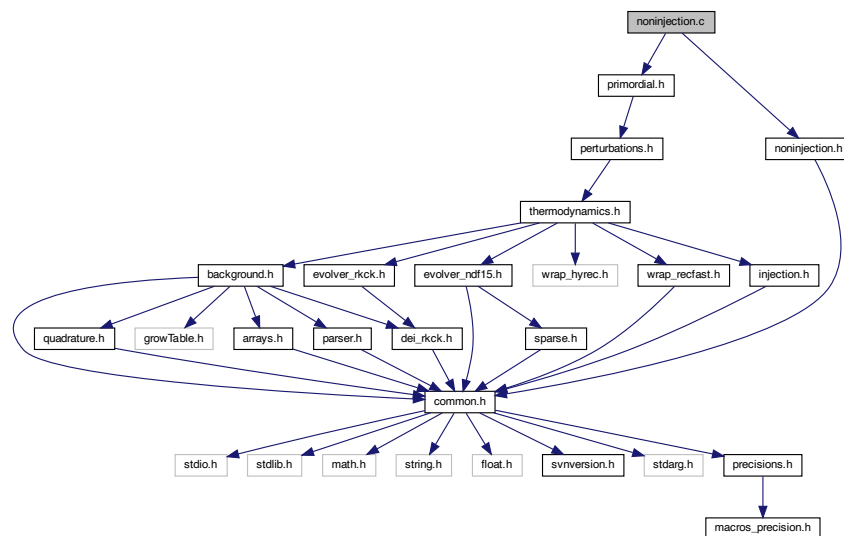 noninjection.c
primordial.h
perturbations.h
noninjection.h
thermodynamics.h
background.h
evolver_rkck.h
evolver_ndf15.h
wrap_hyrec.h
wrap_recfast.h
injection.h
quadrature.h
growTable.h
arrays.h
parser.h
dei_rkck.h
sparse.h
common.h
stdio.h
stdlib.h
math.h
string.h
float.h
svnversion.h
stdarg.h
precisions.h
macros_precision.h